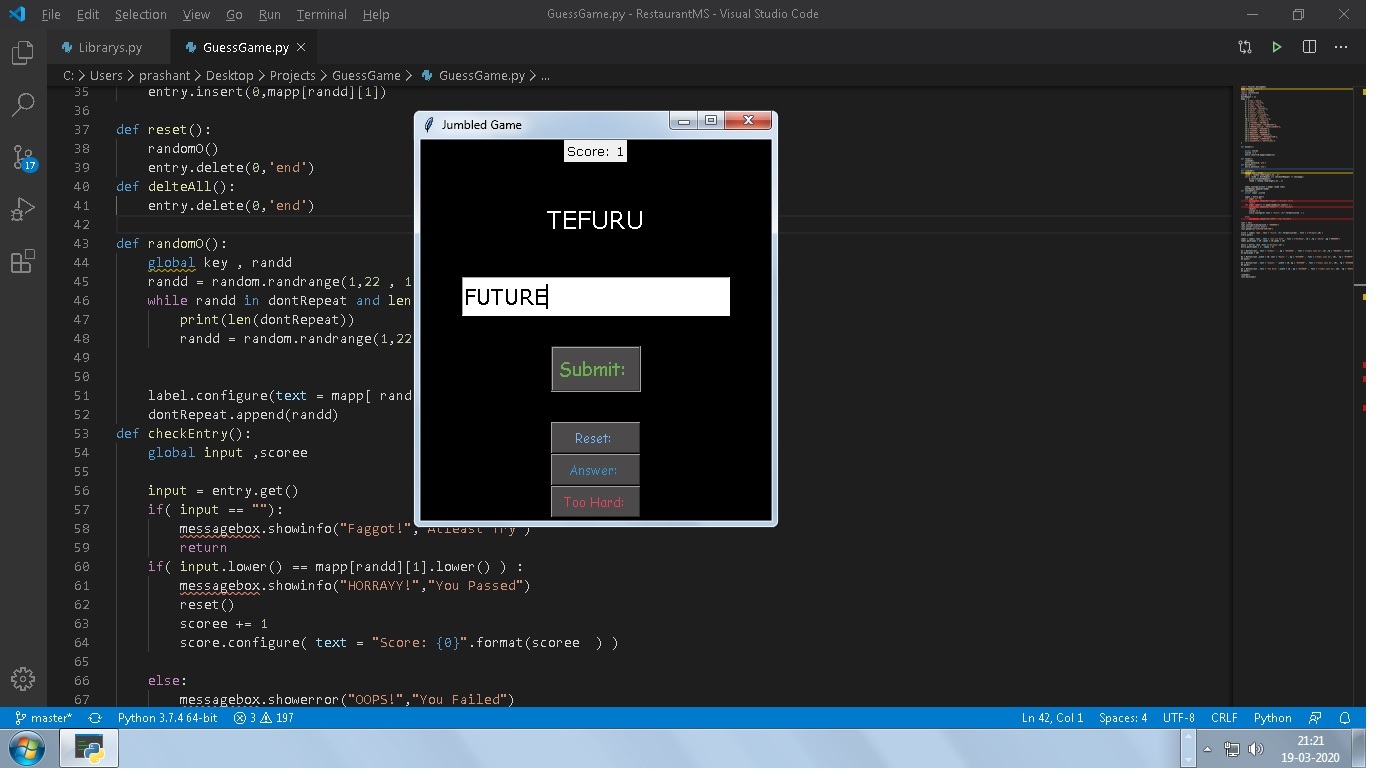 File Edit Selection View Go Run Terminal Help GuessGame.py - RestaurantMS - Visual Studio Code
Librarys.py GuessGame.py
C: > Users > prashant > Desktop > Projects > GuessGame > GuessGame.py > ...
35 entry.insert(0,mapp[randd][1])
36
37 def reset():
38 randomO()
39 entry.delete(0,'end')
40 def delteAll():
41 entry.delete(0,'end')
42
43 def randomO():
44 global key , randd
45 randd = random.randrange(1,22 , 1
46 while randd in dontRepeat and len
47 print(len(dontRepeat))
48 randd = random.randrange(1,22
49
50
51 label.configure(text = mapp[ rand
52 dontRepeat.append(randd)
53 def checkEntry():
54 global input ,scoree
55
56 input = entry.get()
57 if( input == ""):
58 messagebox.showinfo("Faggot!","Atleast Try")
59 return
60 if( input.lower() == mapp[randd][1].lower() ) :
61 messagebox.showinfo("HORRAYY!","You Passed")
62 reset()
63 scoree += 1
64 score.configure( text = "Score: {0}".format(scoree ) )
65
66 else:
67 messagebox.showerror("OOPS!","You Failed")
Jumbled Game
Score: 1
TEFURU
FUTURE
Submit:
Reset:
Answer:
Too Hard:
17
master* Python 3.7.4 64-bit 3 197 Ln 42, Col 1 Spaces: 4 UTF-8 CRLF Python
21:21
19-03-2020